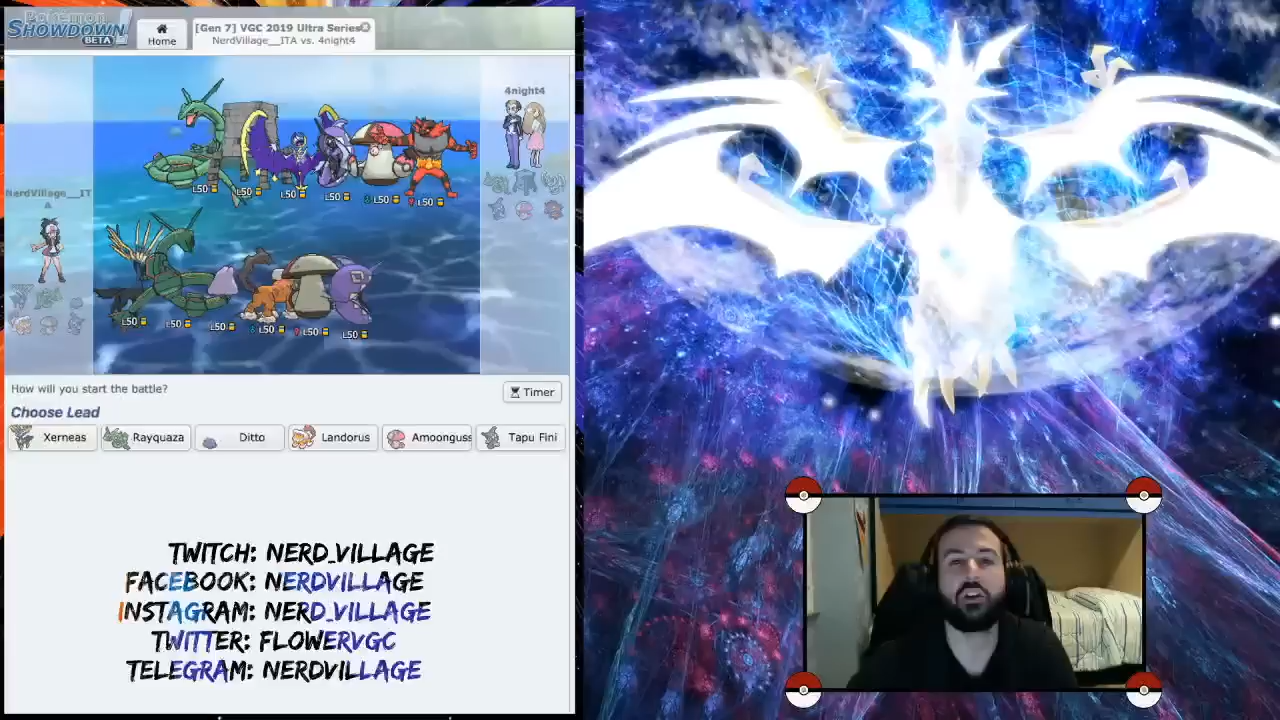 Pokémon
SHOWDOWN
BETA
Home
[Gen 7] VGC 2019 Ultra Series
NerdVillage__ITA vs. 4night4
4night4
NerdVillage__IT
A
L50 L50 L50 L50 L50 L50
L50 L50 L50 L50 L50 L50
How will you start the battle?
Timer
Choose Lead
Xerneas Rayquaza Ditto Landorus Amoonguss Tapu Fini
TWITCH: NERD_VILLAGE
FACEBOOK: NERDVILLAGE
INSTAGRAM: NERD_VILLAGE
TWITTER: FLOWERVGC
TELEGRAM: NERDVILLAGE